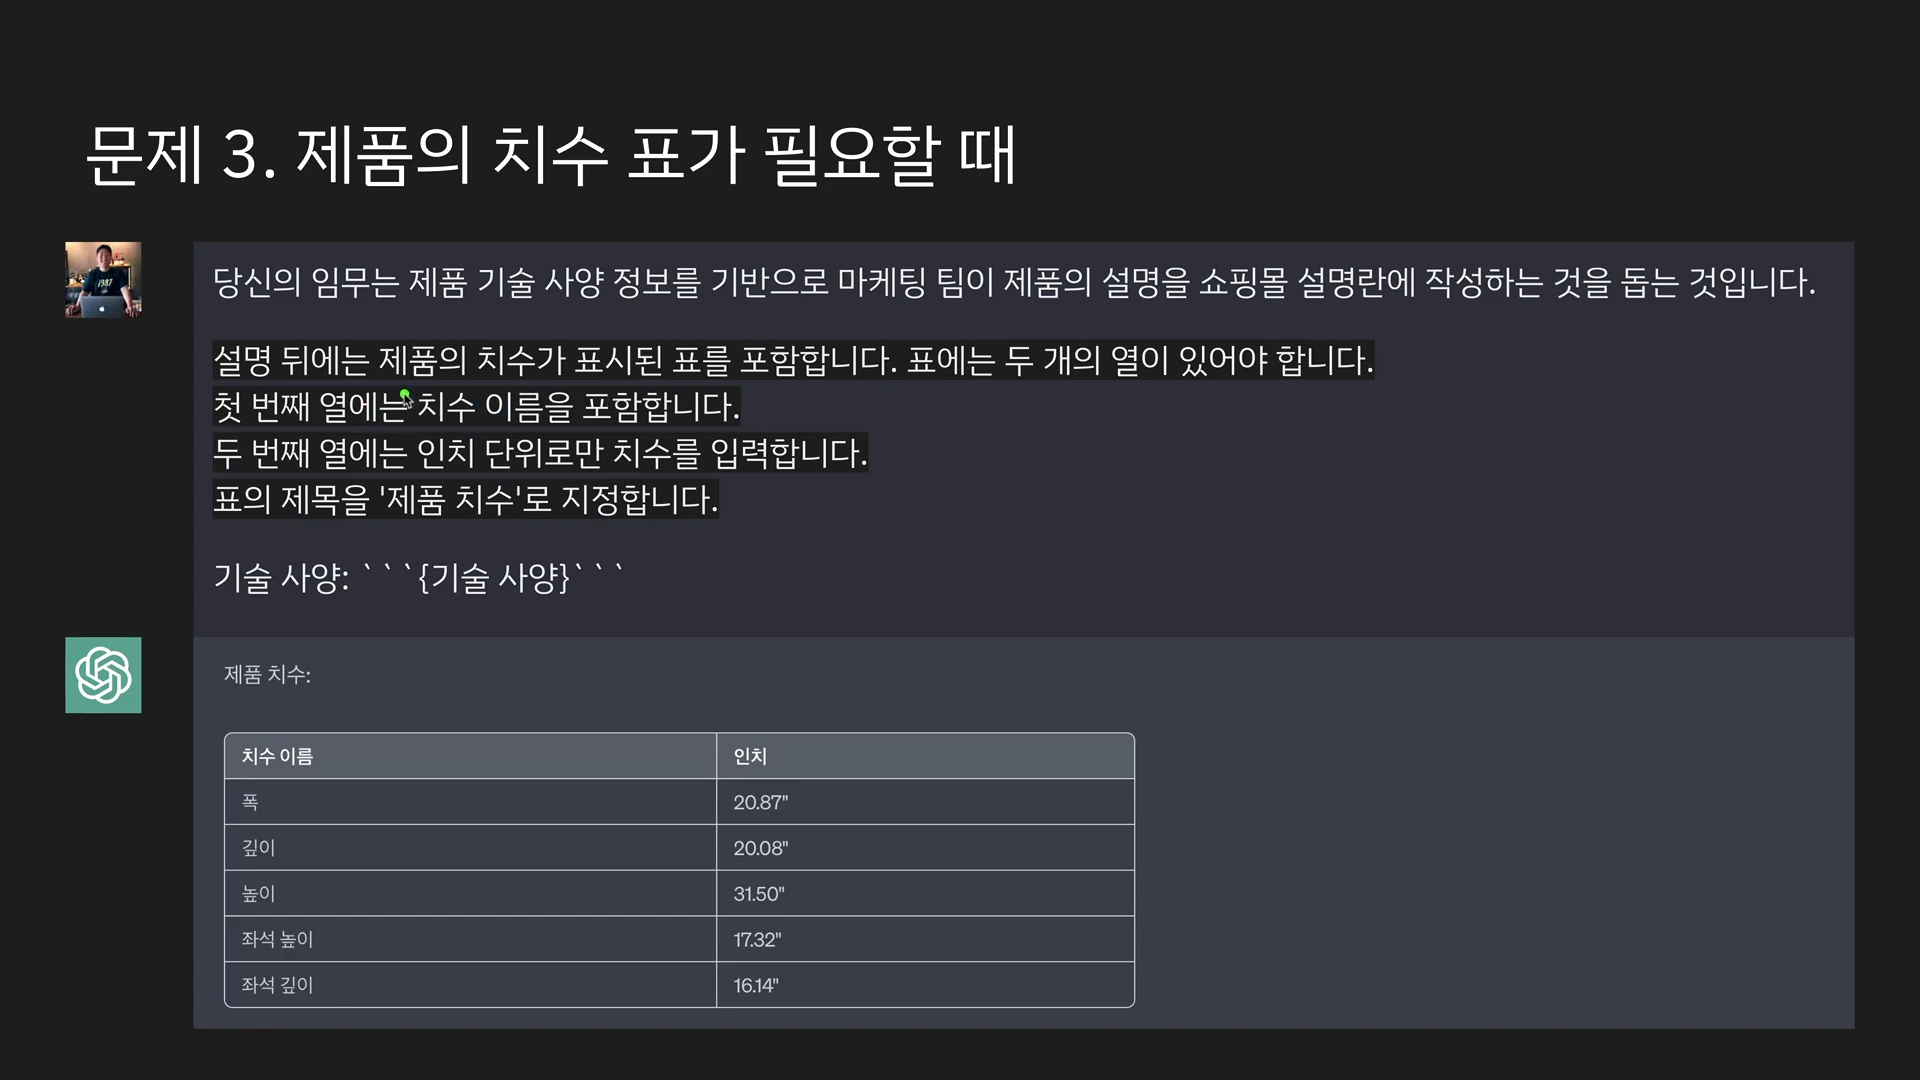 문제 3. 제품의 치수 표가 필요할 때
당신의 임무는 제품 기술 사양 정보를 기반으로 마케팅 팀이 제품의 설명을 쇼핑몰 설명란에 작성하는 것을 돕는 것입니다.
설명 뒤에는 제품의 치수가 표시된 표를 포함합니다. 표에는 두 개의 열이 있어야 합니다.
첫 번째 열에는 치수 이름을 포함합니다.
두 번째 열에는 인치 단위로만 치수를 입력합니다.
표의 제목을 '제품 치수'로 지정합니다.
기술 사양: ```{기술 사양}```
제품 치수:
치수 이름 인치
폭 20.87"
깊이 20.08"
높이 31.50"
좌석 높이 17.32"
좌석 깊이 16.14"